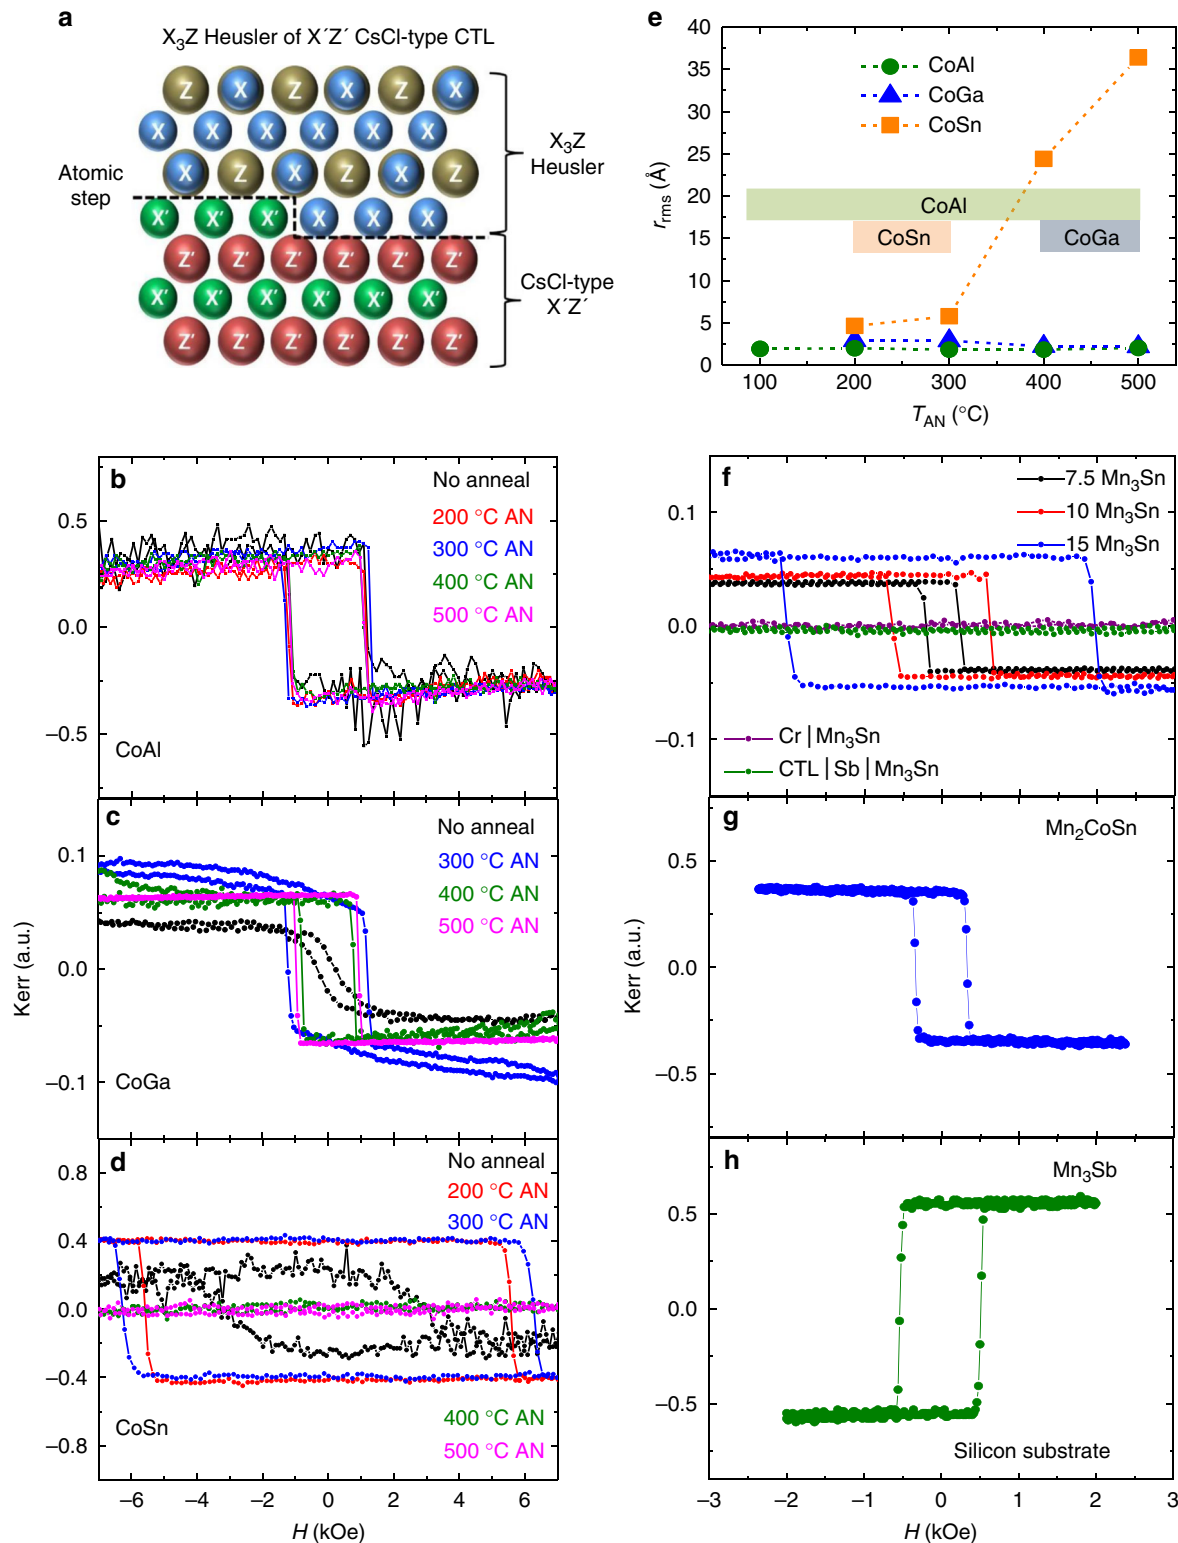 a
X₃Z Heusler of X´Z´ CsCl-type CTL
Z X Z X Z X
X X X X X X
X Z X Z X Z
X′ X′ X′ X X X
Z′ Z′ Z′ Z′ Z′ Z′
X′ X′ X′ X′ X′ X′
Z′ Z′ Z′ Z′ Z′ Z′
Atomic
step
X₃Z
Heusler
CsCl-type
X′Z′
e
40
35
30
25
20
15
10
5
0
r_rms (Å)
CoAl
CoGa
CoSn
CoAl
CoSn
CoGa
100 200 300 400 500
T_AN (°C)
b
No anneal
200 °C AN
300 °C AN
400 °C AN
500 °C AN
0.5
0.0
−0.5
CoAl
c
No anneal
300 °C AN
400 °C AN
500 °C AN
0.1
0.0
−0.1
Kerr (a.u.)
CoGa
d
No anneal
200 °C AN
300 °C AN
0.8
0.4
0.0
−0.4
−0.8
CoSn
400 °C AN
500 °C AN
−6 −4 −2 0 2 4 6
H (kOe)
f
7.5 Mn₃Sn
10 Mn₃Sn
15 Mn₃Sn
0.1
0.0
−0.1
Cr | Mn₃Sn
CTL | Sb | Mn₃Sn
g
Mn₂CoSn
0.5
0.0
−0.5
Kerr (a.u.)
h
Mn₃Sb
0.5
0.0
−0.5
Silicon substrate
−3 −2 −1 0 1 2 3
H (kOe)